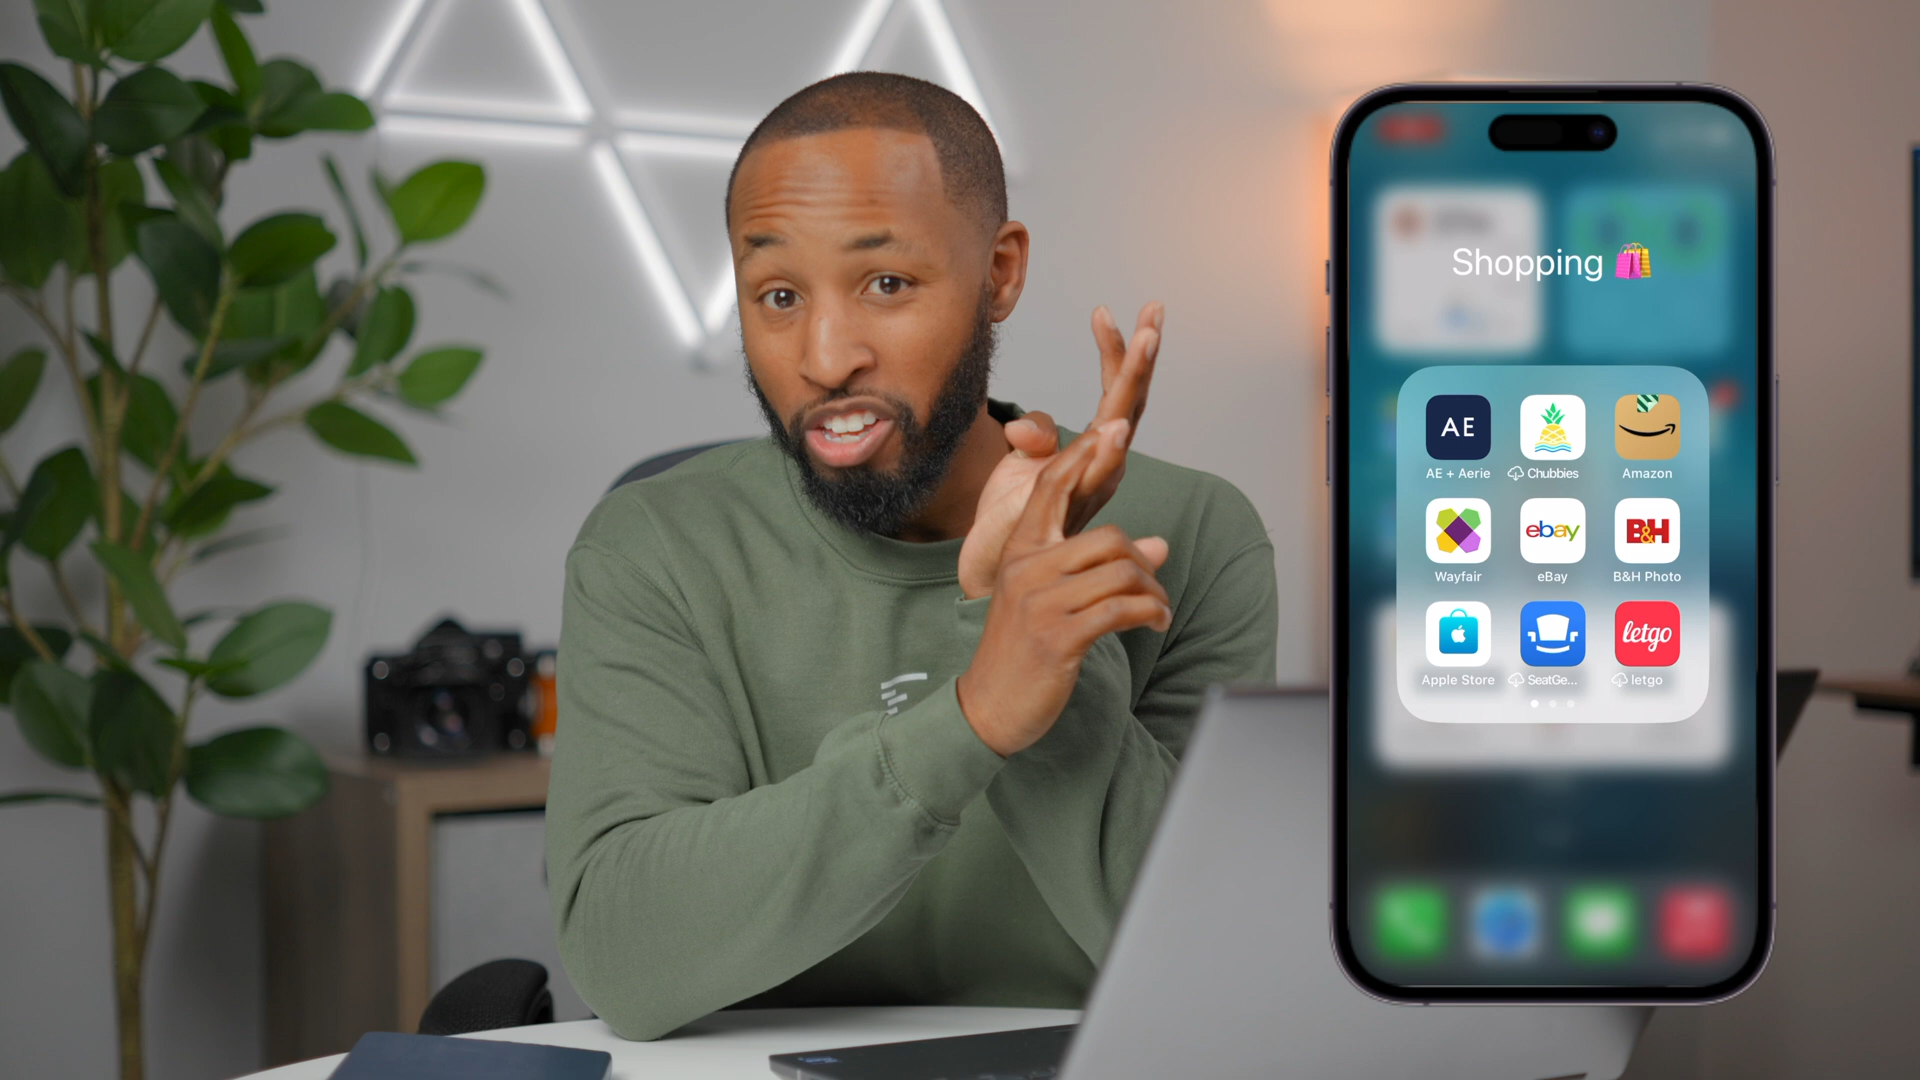 Shopping 🛍️
AE
AE + Aerie
Chubbies
Amazon
Wayfair
ebay
eBay
B&H
B&H Photo
Apple Store
SeatGe...
letgo
letgo